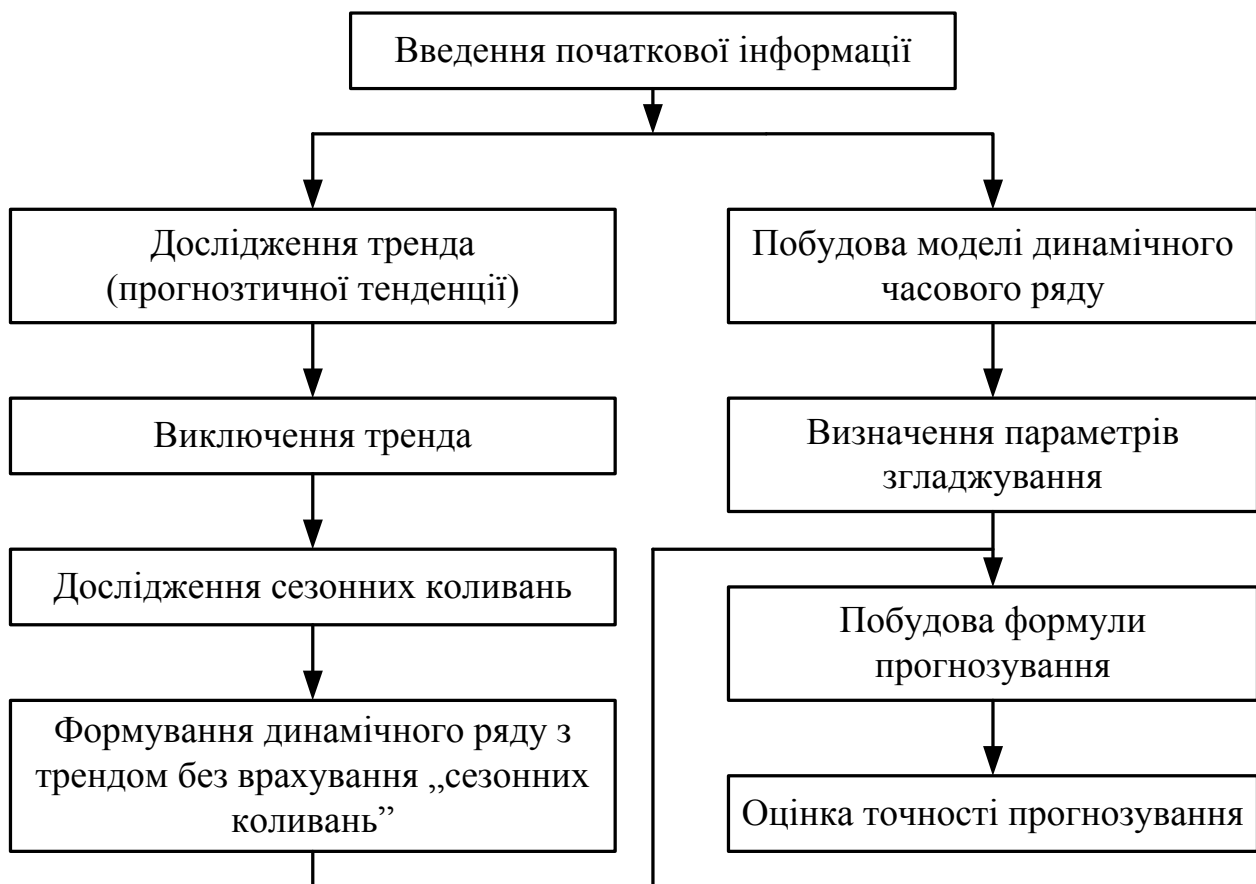 Введення початкової інформації
Дослідження тренда
(прогнозтичної тенденції)
Виключення тренда
Дослідження сезонних коливань
Формування динамічного ряду з
трендом без врахування „сезонних
коливань”
Побудова моделі динамічного
часового ряду
Визначення параметрів
згладжування
Побудова формули
прогнозування
Оцінка точності прогнозування